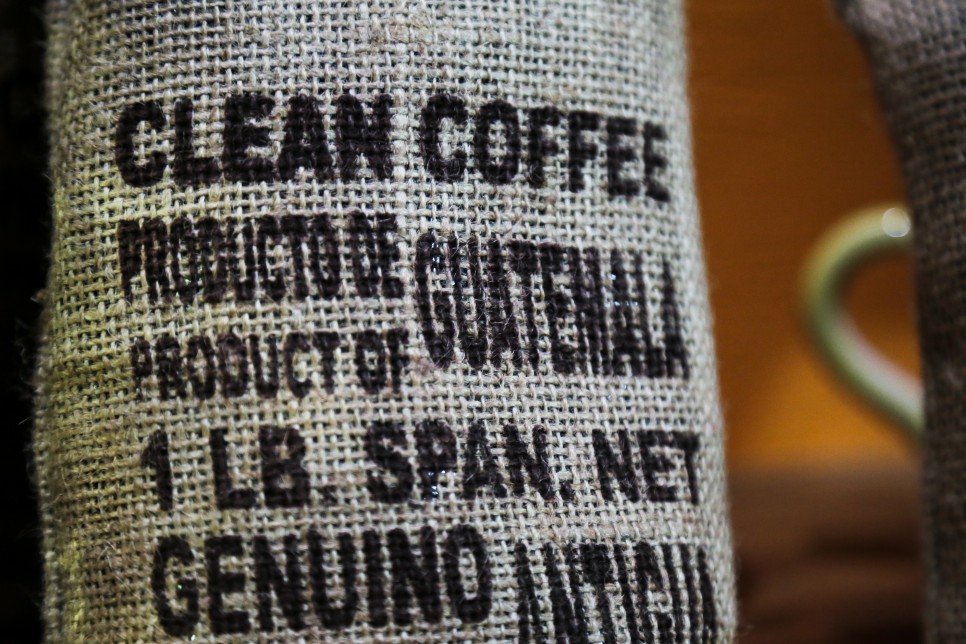 CLEAN COFFEE
PRODUCTO DE GUATEMALA
PRODUCT OF
1 LB. SPAN. NET
GENUINO ANTIGUA